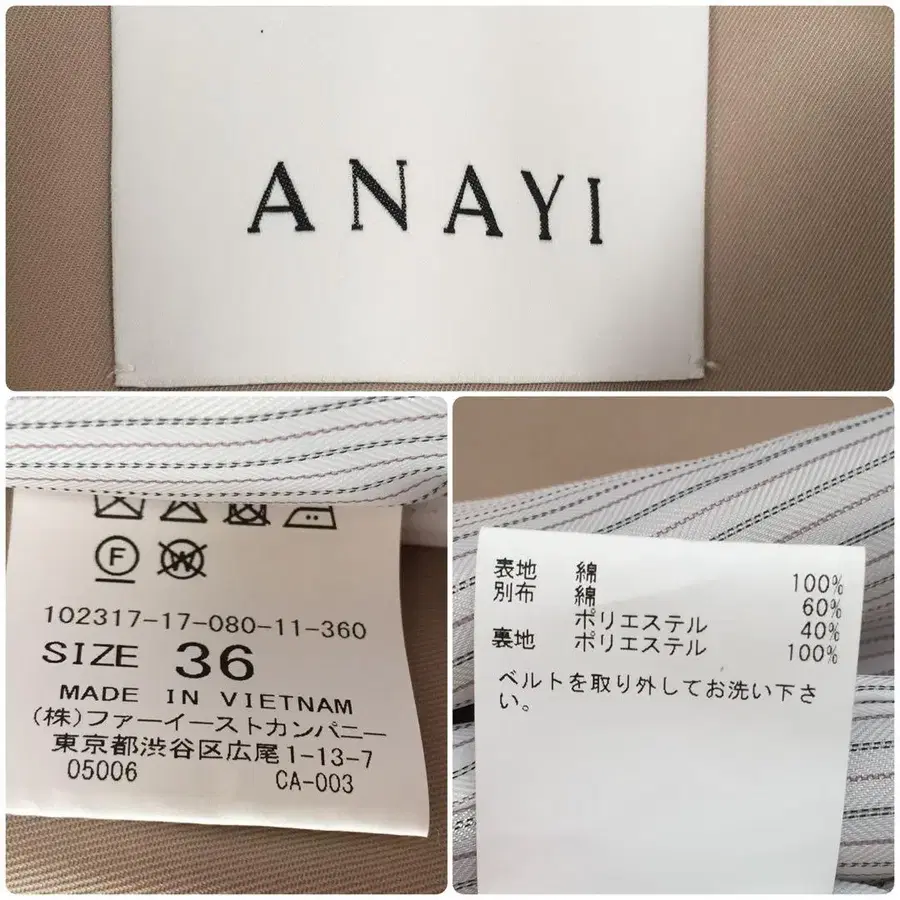 ANAYI
F W
102317-17-080-11-360
SIZE 36
MADE IN VIETNAM
(株)ファーイーストカンパニー
東京都渋谷区広尾1-13-7
05006 CA-003
表地 綿 100%
別布 綿 60%
ポリエステル 40%
裏地 ポリエステル 100%
ベルトを取り外してお洗い下さ
い。